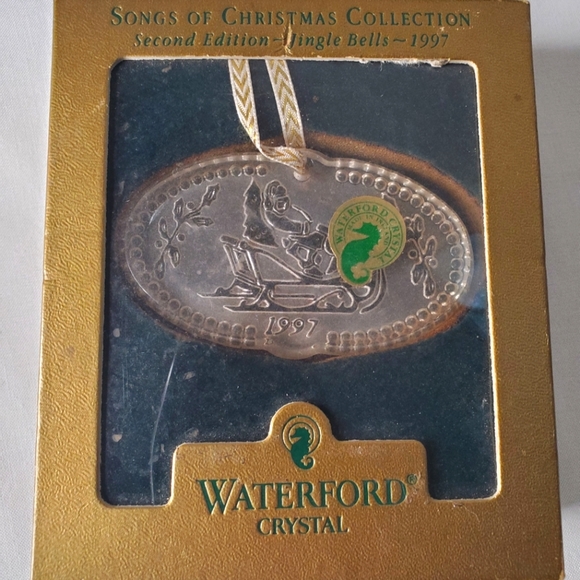 SONGS OF CHRISTMAS COLLECTION
Second Edition~Jingle Bells~1997
WATERFORD CRYSTAL
1997
WATERFORD®
CRYSTAL